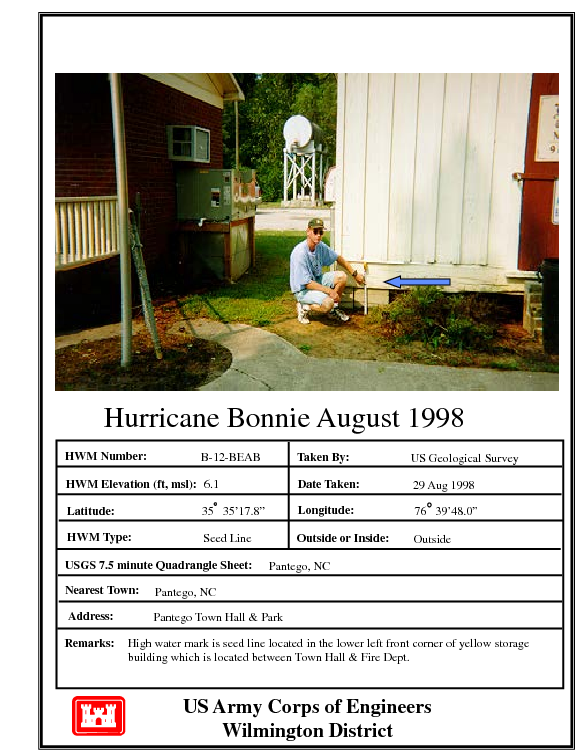 Hurricane Bonnie August 1998
HWM Number: B-12-BEAB Taken By: US Geological Survey
HWM Elevation (ft, msl): 6.1 Date Taken: 29 Aug 1998
Latitude: 35° 35'17.8” Longitude: 76° 39'48.0”
HWM Type: Seed Line Outside or Inside: Outside
USGS 7.5 minute Quadrangle Sheet: Pantego, NC
Nearest Town: Pantego, NC
Address: Pantego Town Hall & Park
Remarks: High water mark is seed line located in the lower left front corner of yellow storage
building which is located between Town Hall & Fire Dept.
US Army Corps of Engineers
Wilmington District